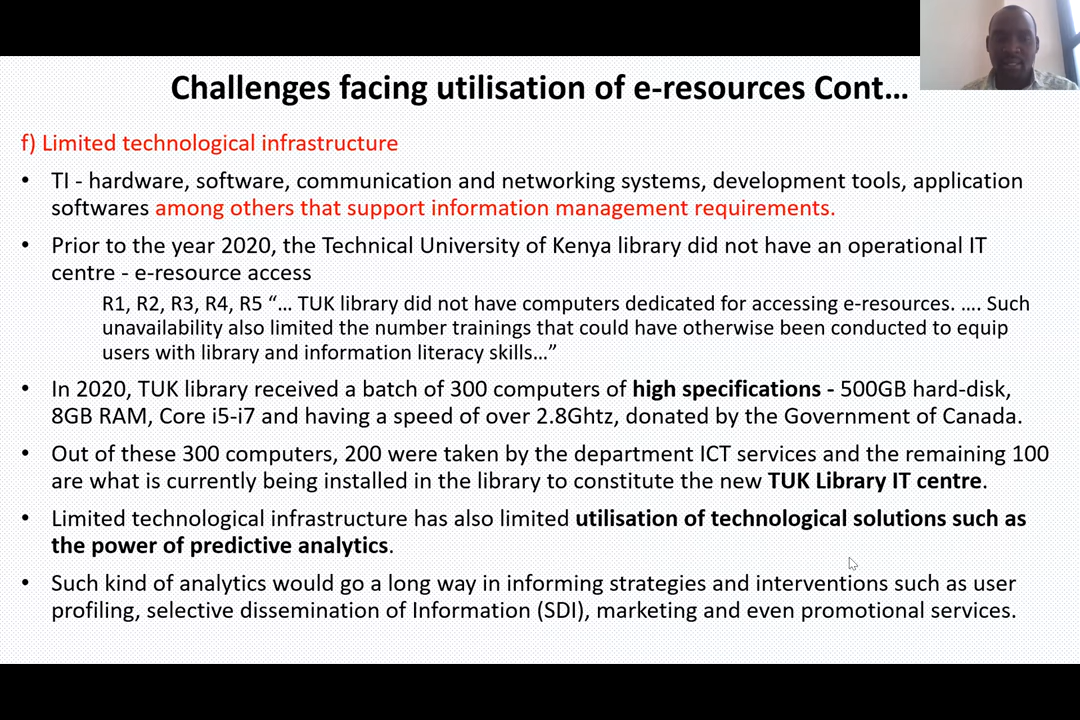 Challenges facing utilisation of e-resources Cont...
f) Limited technological infrastructure
• TI - hardware, software, communication and networking systems, development tools, application
softwares among others that support information management requirements.
• Prior to the year 2020, the Technical University of Kenya library did not have an operational IT
centre - e-resource access
R1, R2, R3, R4, R5 “... TUK library did not have computers dedicated for accessing e-resources. .... Such
unavailability also limited the number trainings that could have otherwise been conducted to equip
users with library and information literacy skills...”
• In 2020, TUK library received a batch of 300 computers of high specifications - 500GB hard-disk,
8GB RAM, Core i5-i7 and having a speed of over 2.8Ghtz, donated by the Government of Canada.
• Out of these 300 computers, 200 were taken by the department ICT services and the remaining 100
are what is currently being installed in the library to constitute the new TUK Library IT centre.
• Limited technological infrastructure has also limited utilisation of technological solutions such as
the power of predictive analytics.
• Such kind of analytics would go a long way in informing strategies and interventions such as user
profiling, selective dissemination of Information (SDI), marketing and even promotional services.